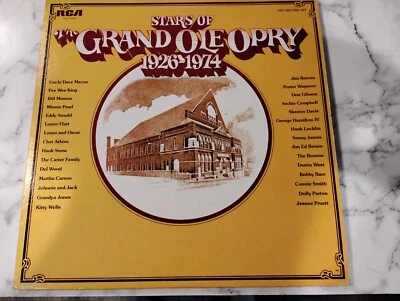 RCA
STARS OF
The GRAND OLE OPRY
1926-1974
Uncle Dave Macon
Pee Wee King
Bill Monroe
Minnie Pearl
Eddy Arnold
Lester Flatt
Lonzo and Oscar
Chet Atkins
Hank Snow
The Carter Family
Del Wood
Martha Carson
Johnnie and Jack
Grandpa Jones
Kitty Wells
Jim Reeves
Porter Wagoner
Don Gibson
Archie Campbell
Skeeter Davis
George Hamilton IV
Hank Locklin
Sonny James
Jim Ed Brown
The Browns
Dottie West
Bobby Bare
Connie Smith
Dolly Parton
Jeanne Pruett